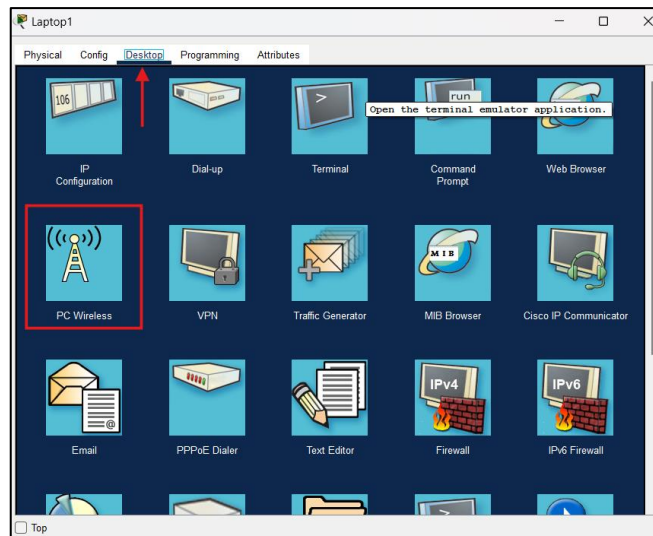 Laptop1
Physical Config Desktop Programming Attributes
106
>
run
Open the terminal emulator application.
IP
Configuration
Dial-up
Terminal
Command
Prompt
Web Browser
MIB
PC Wireless
VPN
Traffic Generator
MIB Browser
Cisco IP Communicator
@
IPv4
IPv6
Email
PPPoE Dialer
Text Editor
Firewall
IPv6 Firewall
>
Top